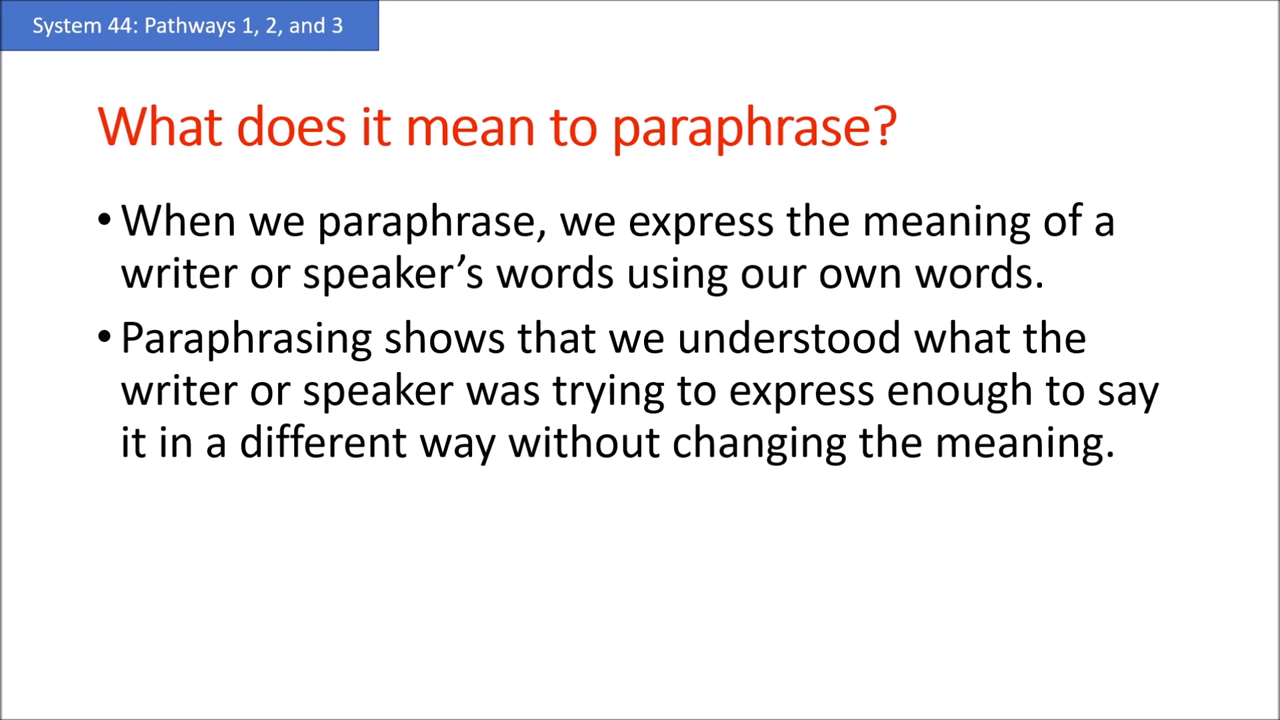 System 44: Pathways 1, 2, and 3
What does it mean to paraphrase?
• When we paraphrase, we express the meaning of a
writer or speaker’s words using our own words.
• Paraphrasing shows that we understood what the
writer or speaker was trying to express enough to say
it in a different way without changing the meaning.